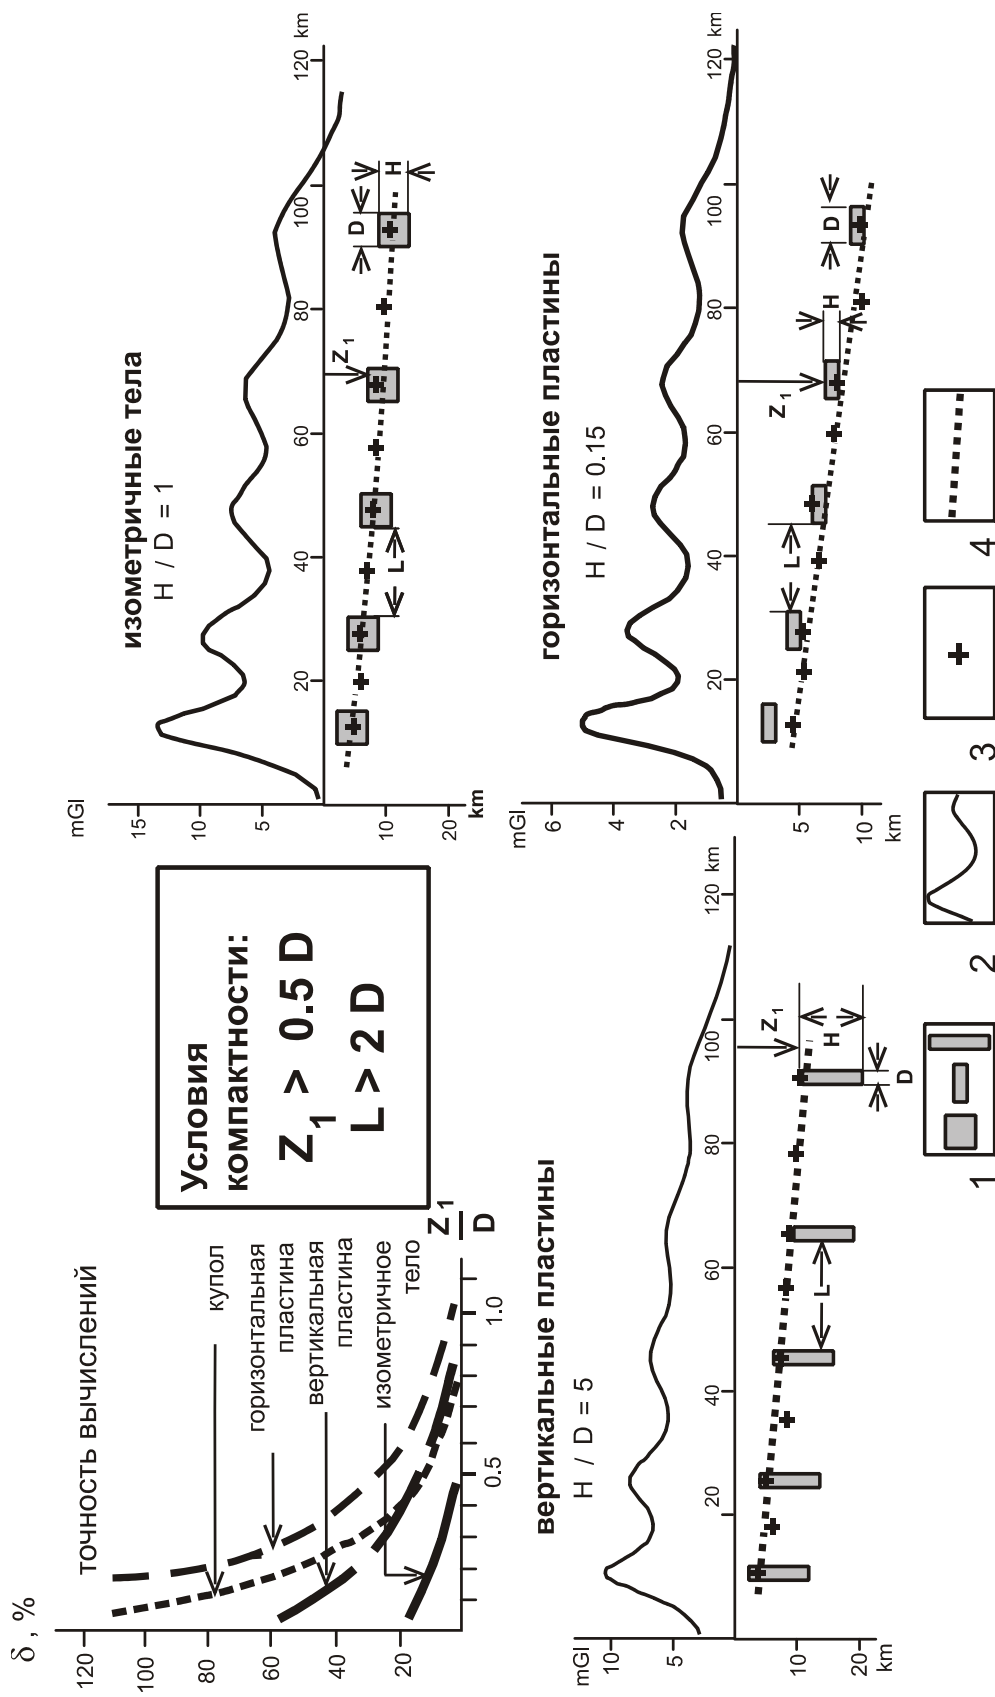 δ , %
ТОЧНОСТЬ ВЫЧИСЛЕНИЙ
120
100
80
60
40
20
купол
горизонтальная
пластина
вертикальная
пластина
изометричное
тело
0.5
1.0
Z1
D
Условия
компактности:
Z1 > 0.5 D
L > 2 D
изометричные тела
H / D = 1
mGl
15
10
5
20
40
60
80
100
120 km
10
20
km
L
Z1
D
H
вертикальные пластины
H / D = 5
mGl
10
5
20
40
60
80
100
120 km
10
20
km
L
Z1
H
D
горизонтальные пластины
H / D = 0.15
mGl
6
4
2
20
40
60
80
100
120 km
5
10
km
L
Z1
H
D
1
2
3
4